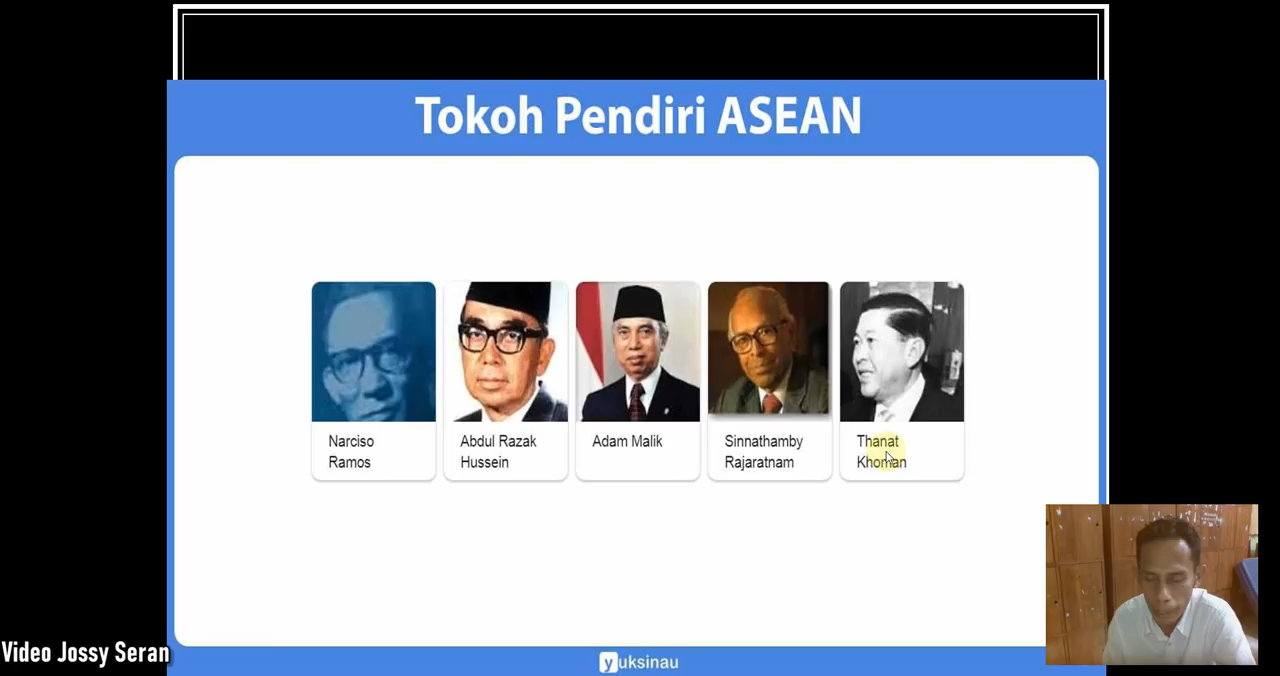 Tokoh Pendiri ASEAN
Narciso
Ramos
Abdul Razak
Hussein
Adam Malik
Sinnathamby
Rajaratnam
Thanat
Khoman
Video Jossy Seran
yuksinau